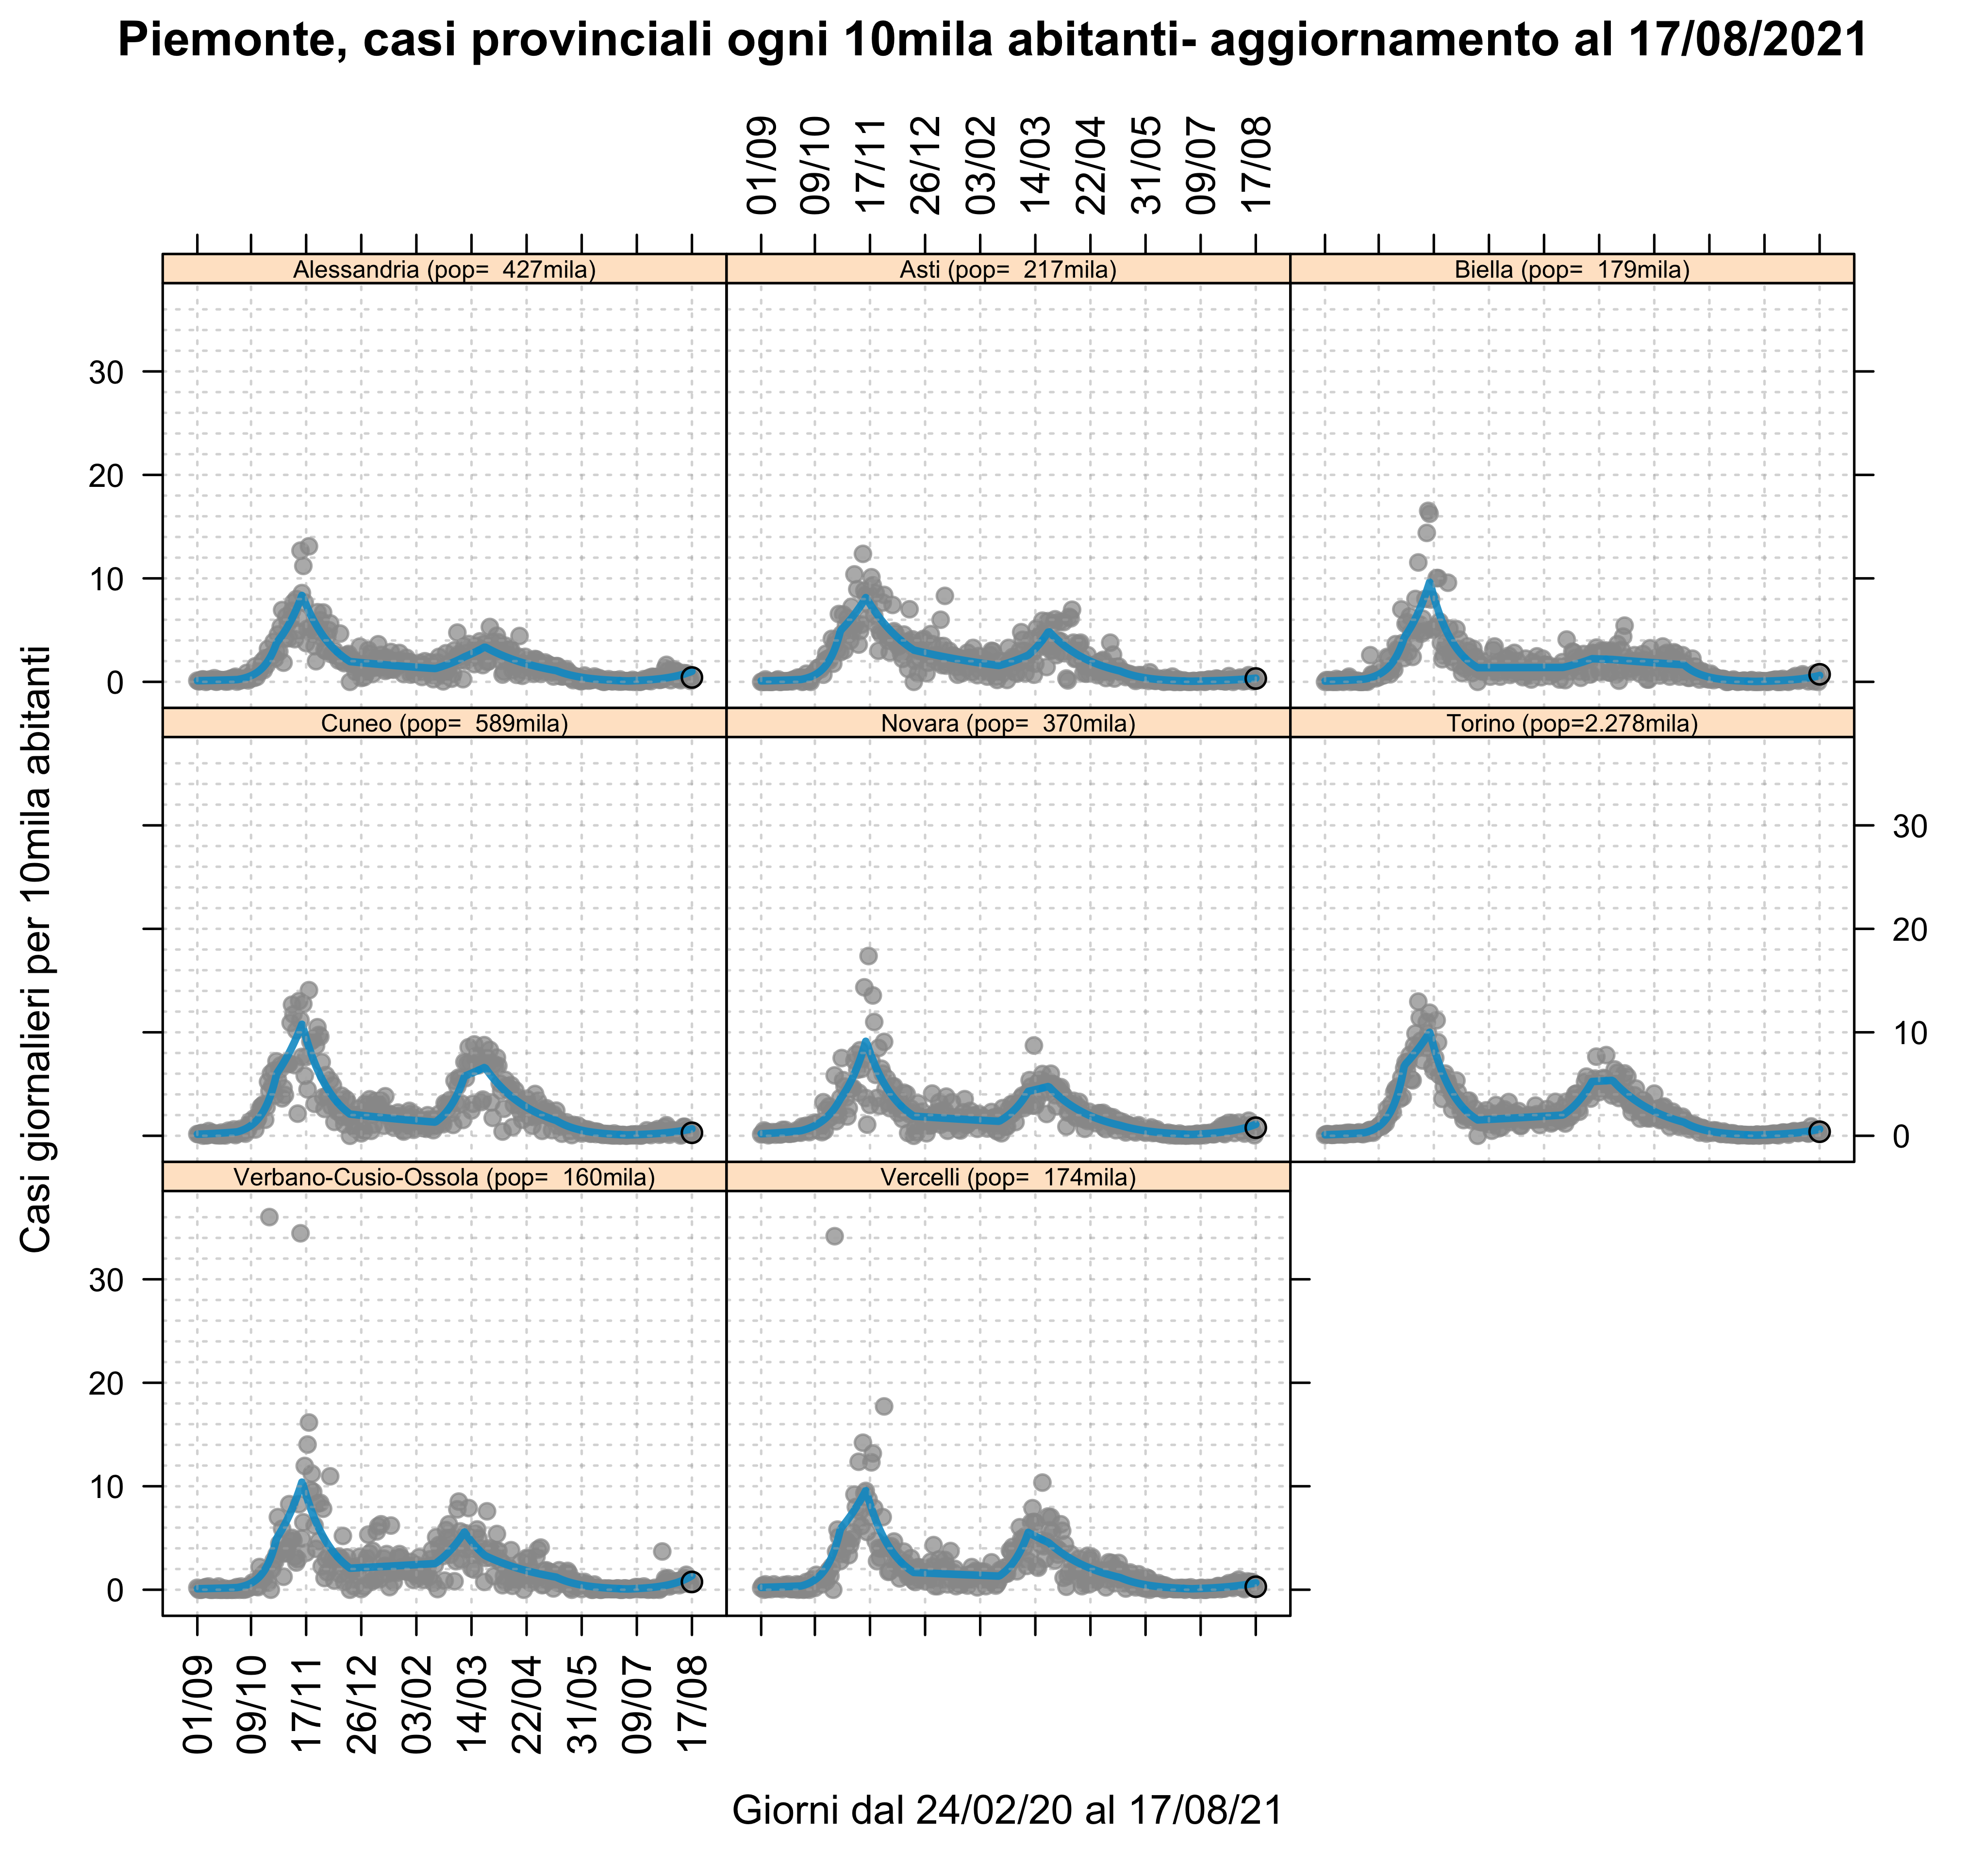 Piemonte, casi provinciali ogni 10mila abitanti- aggiornamento al 17/08/2021
01/09 09/10 17/11 26/12 03/02 14/03 22/04 31/05 09/07 17/08
Alessandria (pop= 427mila)
Asti (pop= 217mila)
Biella (pop= 179mila)
30
20
10
0
Casi giornalieri per 10mila abitanti
Cuneo (pop= 589mila)
Novara (pop= 370mila)
Torino (pop=2.278mila)
30
20
10
0
Verbano-Cusio-Ossola (pop= 160mila)
Vercelli (pop= 174mila)
30
20
10
0
01/09 09/10 17/11 26/12 03/02 14/03 22/04 31/05 09/07 17/08
Giorni dal 24/02/20 al 17/08/21